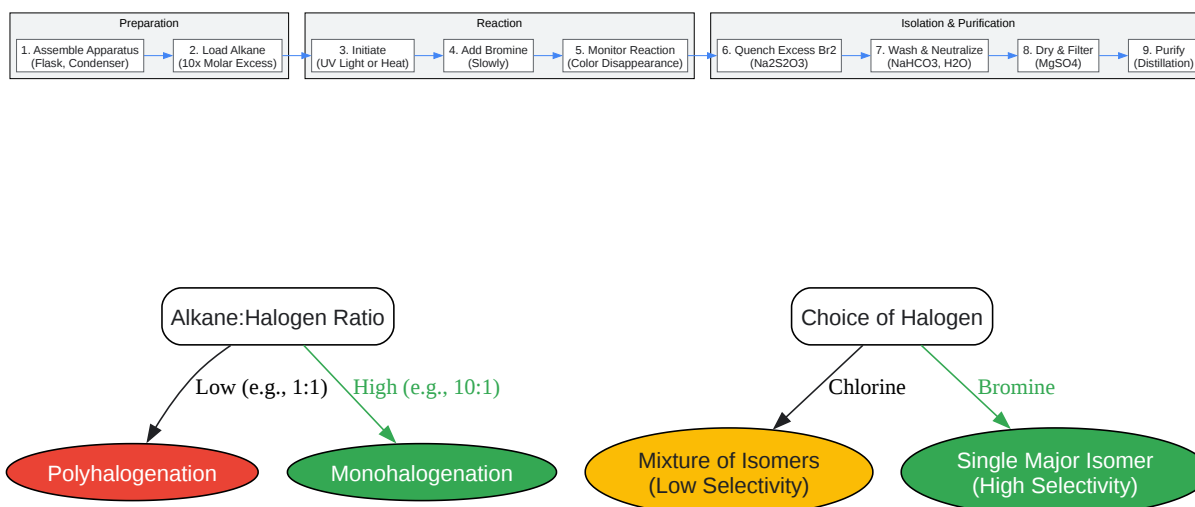 Preparation
Reaction
Isolation & Purification
1. Assemble Apparatus
(Flask, Condenser)
2. Load Alkane
(10x Molar Excess)
3. Initiate
(UV Light or Heat)
4. Add Bromine
(Slowly)
5. Monitor Reaction
(Color Disappearance)
6. Quench Excess Br2
(Na2S2O3)
7. Wash & Neutralize
(NaHCO3, H2O)
8. Dry & Filter
(MgSO4)
9. Purify
(Distillation)
Alkane:Halogen Ratio
Low (e.g., 1:1)
High (e.g., 10:1)
Polyhalogenation
Monohalogenation
Choice of Halogen
Chlorine
Bromine
Mixture of Isomers
(Low Selectivity)
Single Major Isomer
(High Selectivity)